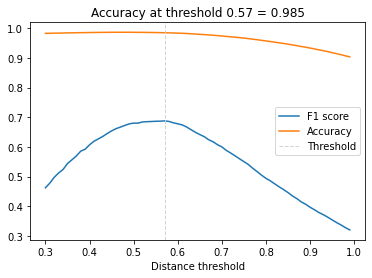 Accuracy at threshold 0.57 = 0.985
1.0
0.9
0.8
0.7
0.6
0.5
0.4
0.3
F1 score
Accuracy
Threshold
0.3 0.4 0.5 0.6 0.7 0.8 0.9 1.0
Distance threshold